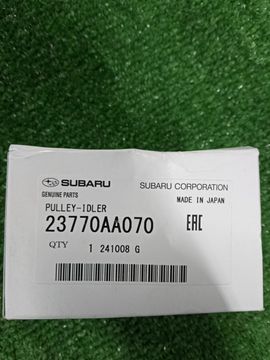 SUBARU SUBARU CORPORATION
GENUINE PARTS MADE IN JAPAN
PULLEY-IDLER
23770AA070 EAC
QTY 1 241008 G